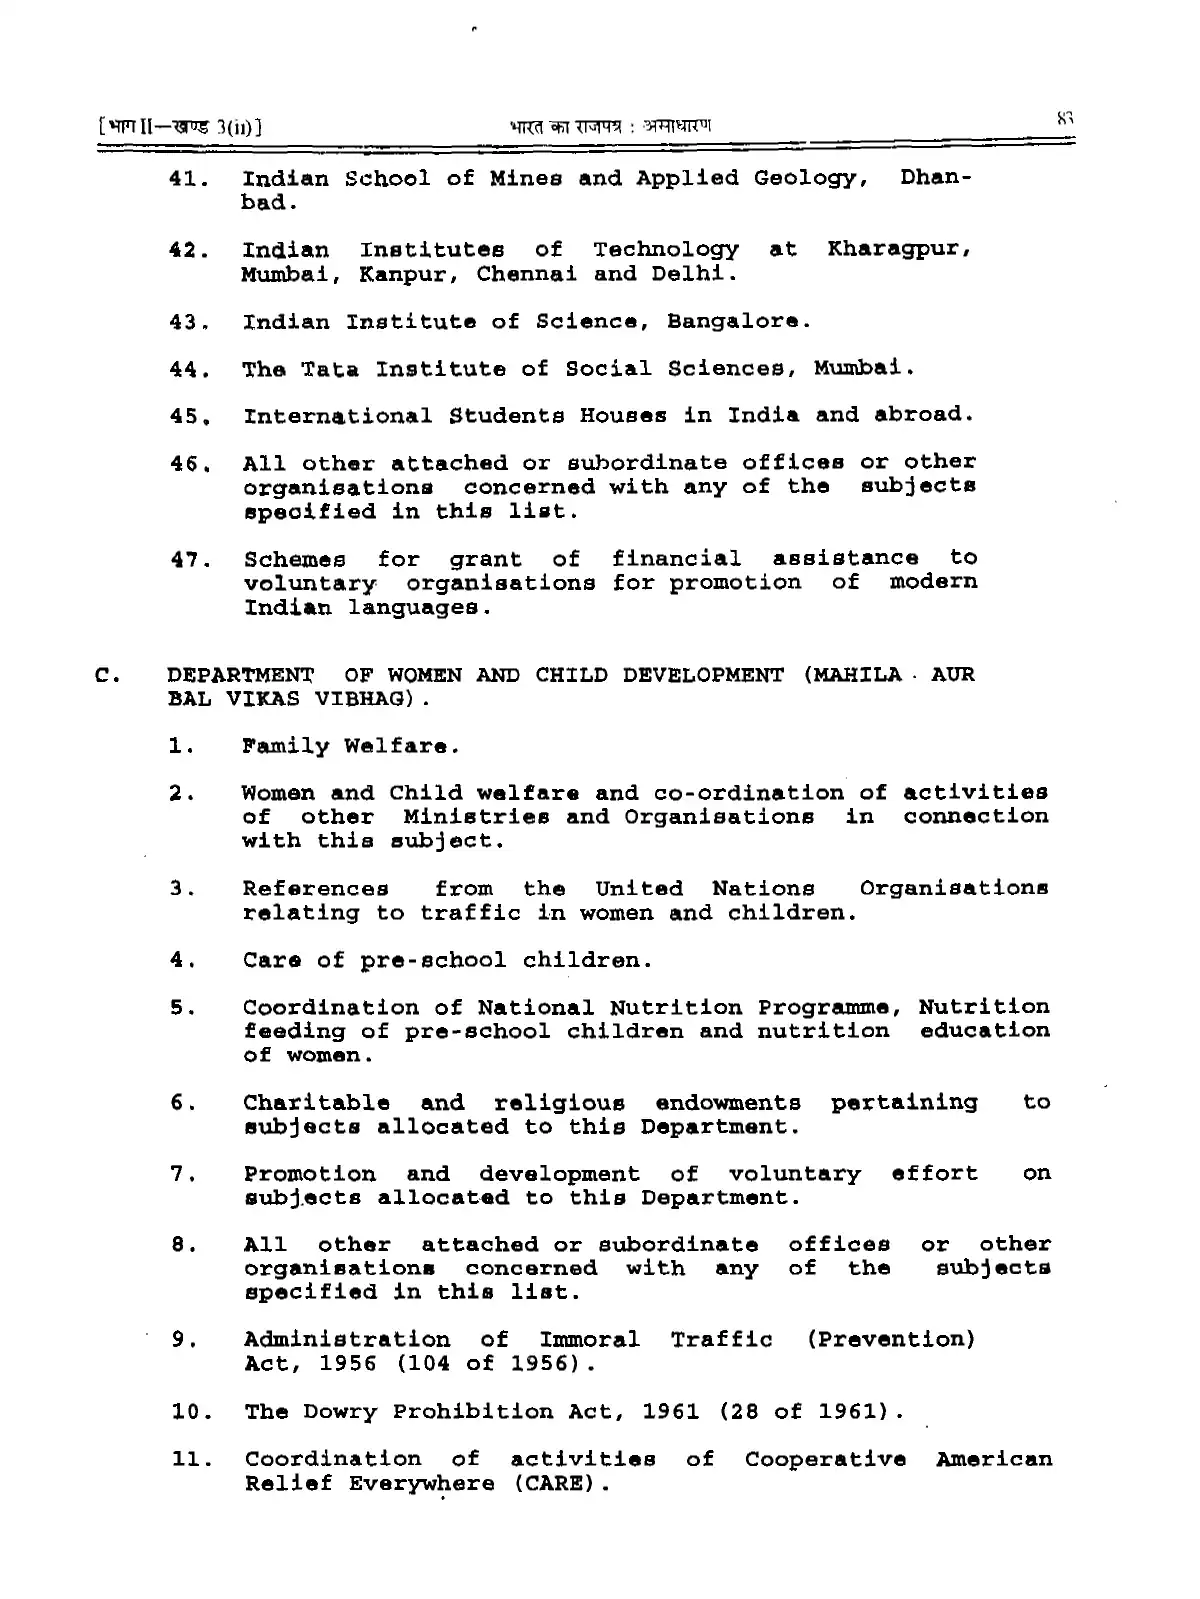 [भाग II—खण्ड 3(ii)] भारत का राजपत्र : असाधारण 83
41. Indian School of Mines and Applied Geology, Dhan-
bad.
42. Indian Institutes of Technology at Kharagpur,
Mumbai, Kanpur, Chennai and Delhi.
43. Indian Institute of Science, Bangalore.
44. The Tata Institute of Social Sciences, Mumbai.
45. International Students Houses in India and abroad.
46. All other attached or subordinate offices or other
organisations concerned with any of the subjects
specified in this list.
47. Schemes for grant of financial assistance to
voluntary organisations for promotion of modern
Indian languages.
C. DEPARTMENT OF WOMEN AND CHILD DEVELOPMENT (MAHILA AUR
BAL VIKAS VIBHAG).
1. Family Welfare.
2. Women and Child welfare and co-ordination of activities
of other Ministries and Organisations in connection
with this subject.
3. References from the United Nations Organisations
relating to traffic in women and children.
4. Care of pre-school children.
5. Coordination of National Nutrition Programme, Nutrition
feeding of pre-school children and nutrition education
of women.
6. Charitable and religious endowments pertaining to
subjects allocated to this Department.
7. Promotion and development of voluntary effort on
subjects allocated to this Department.
8. All other attached or subordinate offices or other
organisations concerned with any of the subjects
specified in this list.
9. Administration of Immoral Traffic (Prevention)
Act, 1956 (104 of 1956).
10. The Dowry Prohibition Act, 1961 (28 of 1961).
11. Coordination of activities of Cooperative American
Relief Everywhere (CARE).